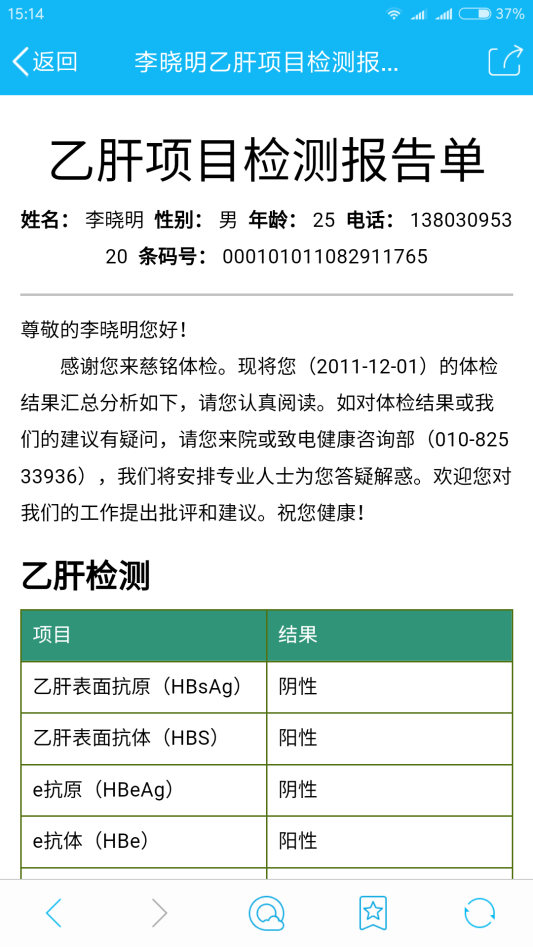 15:14
37%
返回
李晓明乙肝项目检测报...
乙肝项目检测报告单
姓名： 李晓明 性别： 男 年龄： 25 电话： 138030953
20 条码号： 000101011082911765
尊敬的李晓明您好！
感谢您来慈铭体检。现将您（2011-12-01）的体检
结果汇总分析如下，请您认真阅读。如对体检结果或我
们的建议有疑问，请您来院或致电健康咨询部（010-825
33936），我们将安排专业人士为您答疑解惑。欢迎您对
我们的工作提出批评和建议。祝您健康！
乙肝检测
项目 结果
乙肝表面抗原（HBsAg） 阴性
乙肝表面抗体（HBS） 阳性
e抗原（HBeAg） 阴性
e抗体（HBe） 阳性